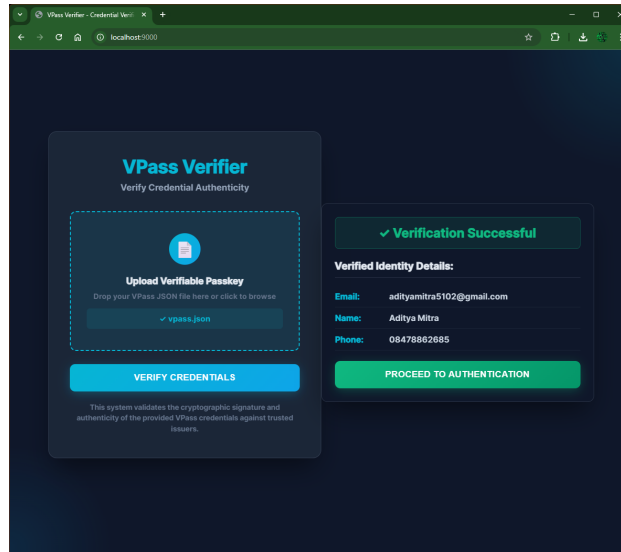 VPass Verifier - Credential Verif
localhost:9000
VPass Verifier
Verify Credential Authenticity
Upload Verifiable Passkey
Drop your VPass JSON file here or click to browse
✓ vpass.json
VERIFY CREDENTIALS
This system validates the cryptographic signature and
authenticity of the provided VPass credentials against trusted
issuers.
✓ Verification Successful
Verified Identity Details:
Email: adityamitra5102@gmail.com
Name: Aditya Mitra
Phone: 08478862685
PROCEED TO AUTHENTICATION